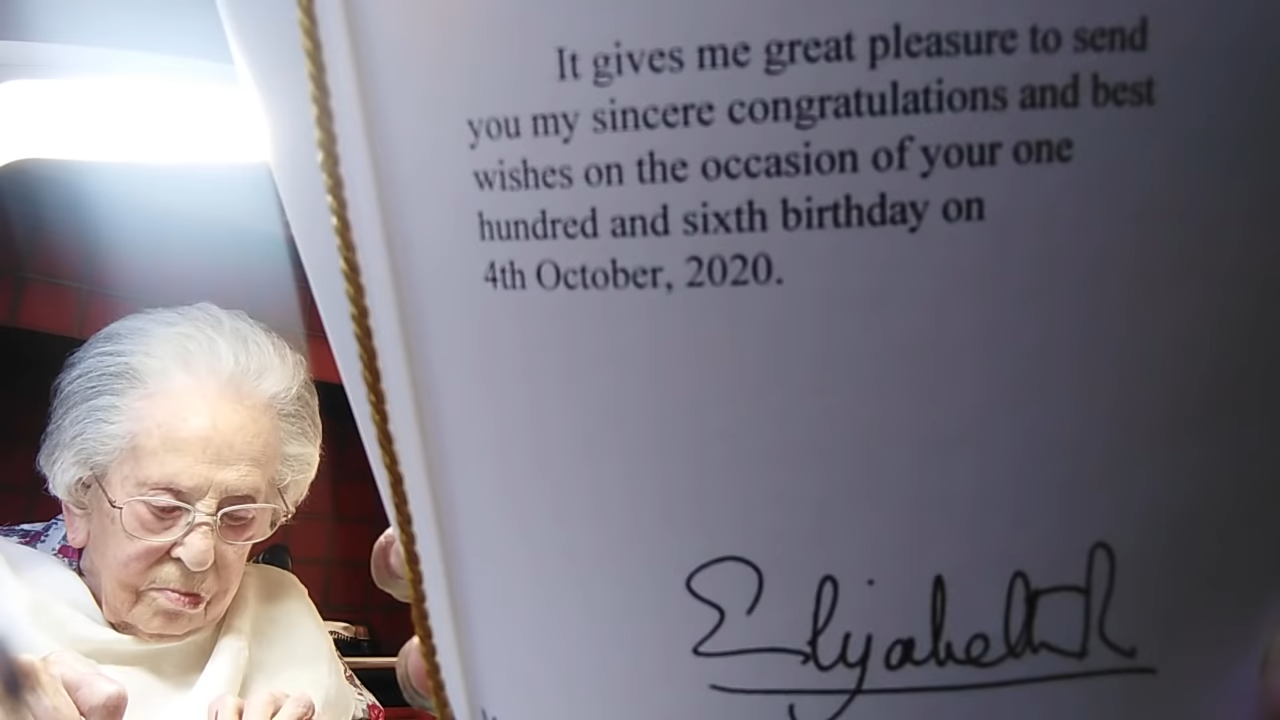 It gives me great pleasure to send
you my sincere congratulations and best
wishes on the occasion of your one
hundred and sixth birthday on
4th October, 2020.
Elizabeth R